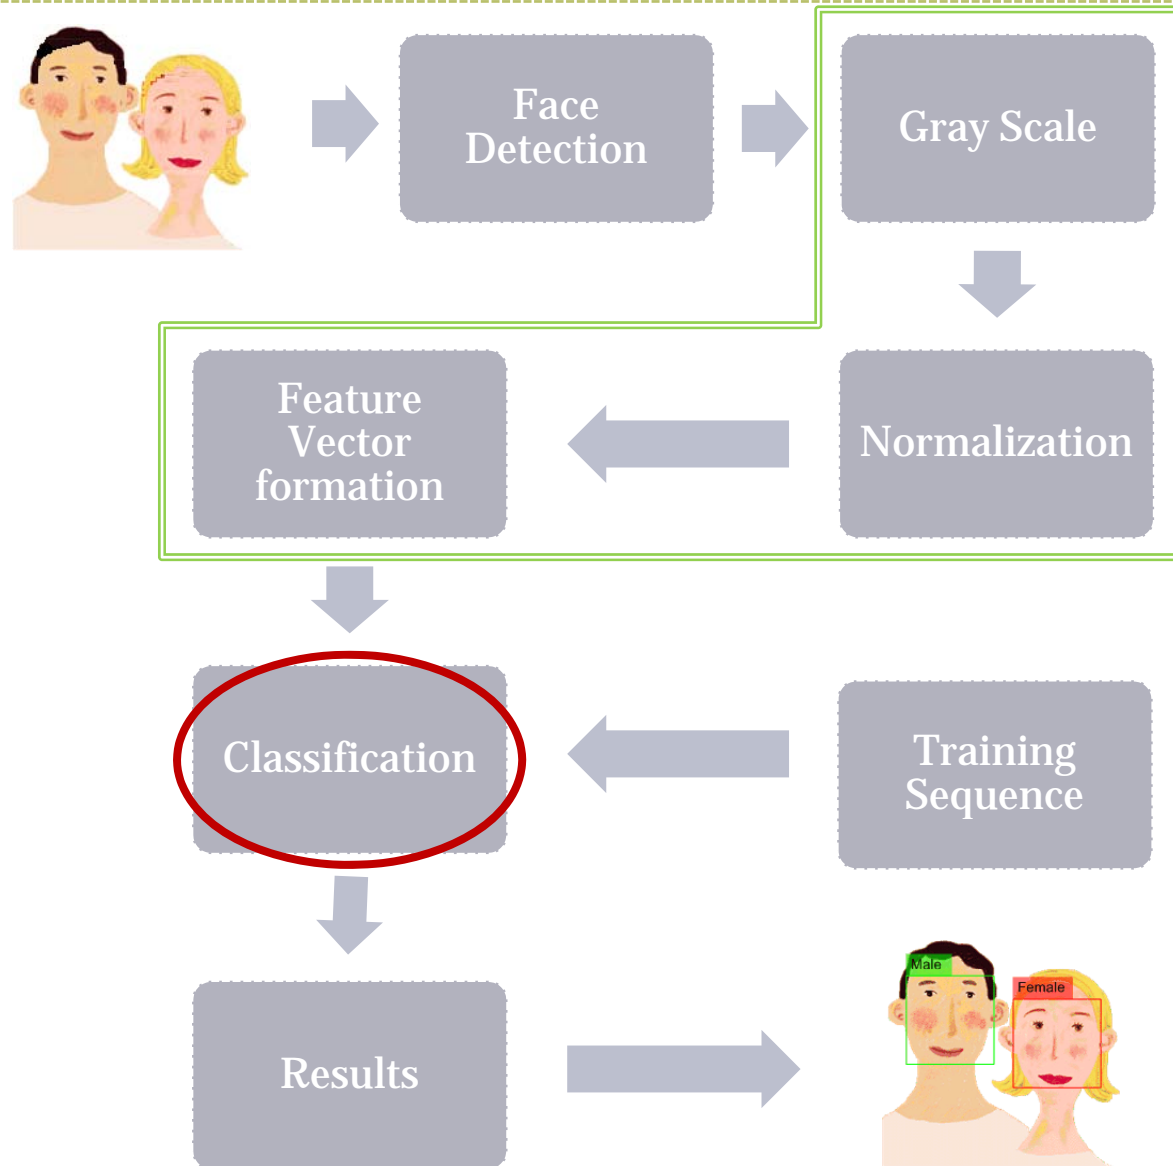 Face
Detection
Gray Scale
Feature
Vector
formation
Normalization
Classification
Training
Sequence
Results
Male
Female